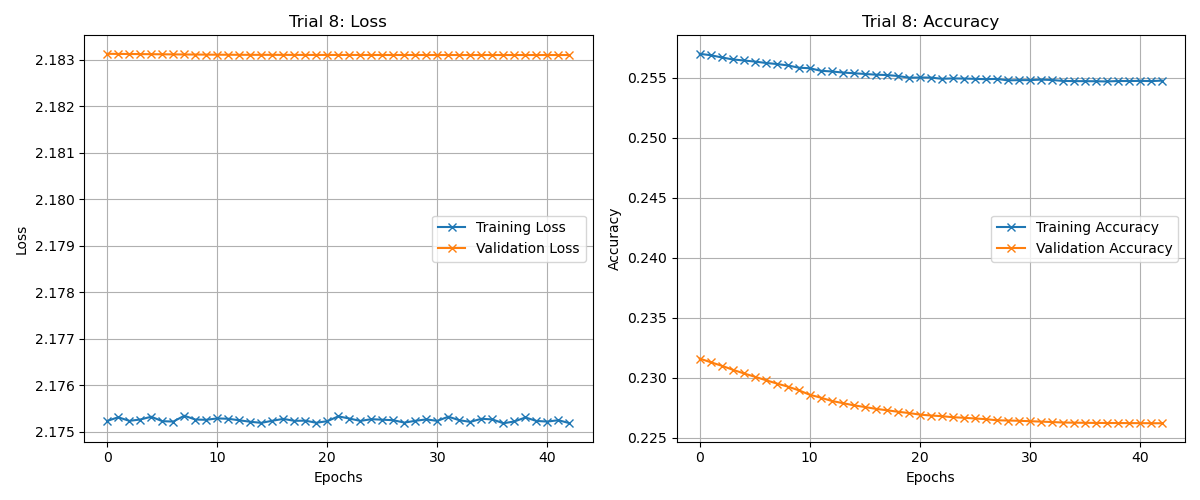 Trial 8: Loss
2.183
2.182
2.181
2.180
2.179
2.178
2.177
2.176
2.175
Loss
0
10
20
30
40
Epochs
Training Loss
Validation Loss
Trial 8: Accuracy
0.255
0.250
0.245
0.240
0.235
0.230
0.225
Accuracy
0
10
20
30
40
Epochs
Training Accuracy
Validation Accuracy